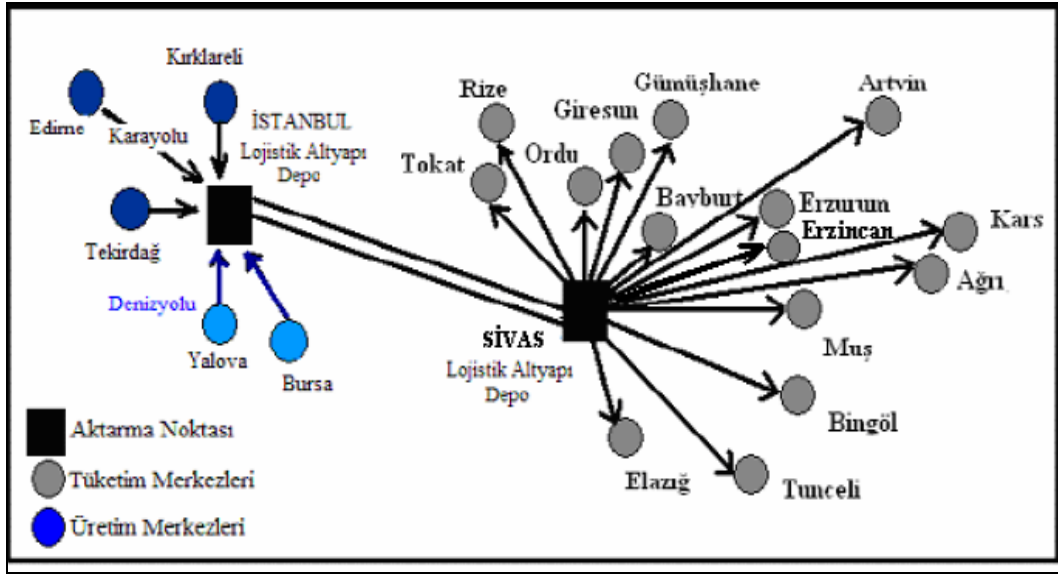 Kırklareli
Edirne
Karayolu
İSTANBUL
Lojistik Altyapı
Depo
Tekirdağ
Denizyolu
Yalova
Bursa
Rize
Tokat
Ordu
Giresun
Gümüşhane
Artvin
Bayburt
Erzurum
Erzincan
Kars
Ağrı
Muş
Bingöl
Tunceli
Elazığ
SİVAS
Lojistik Altyapı
Depo
Aktarma Noktası
Tüketim Merkezleri
Üretim Merkezleri